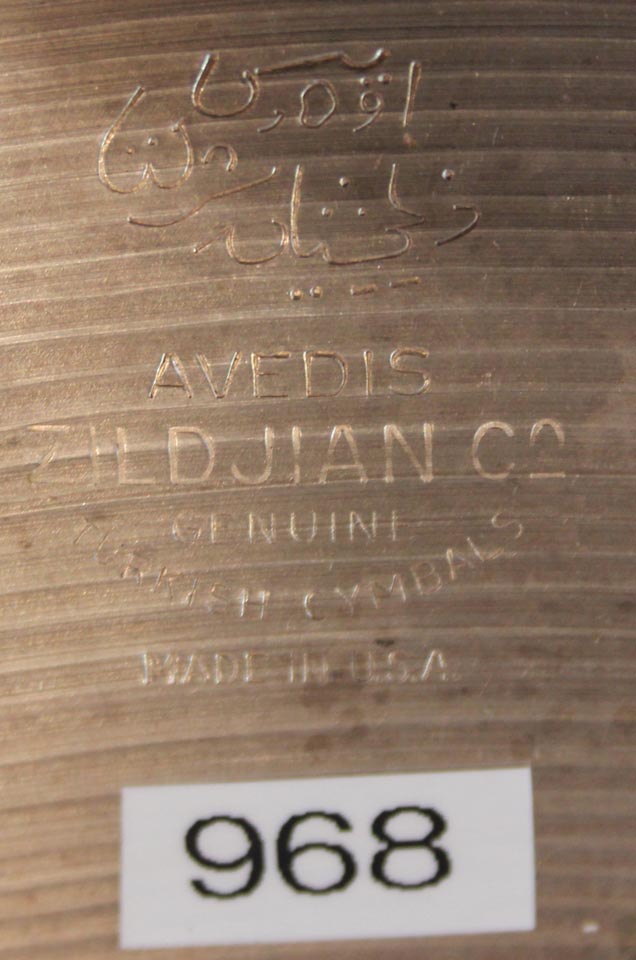 AVEDIS
ZILDJIAN Co
GENUINE
TURKISH CYMBALS
MADE IN U.S.A.
968